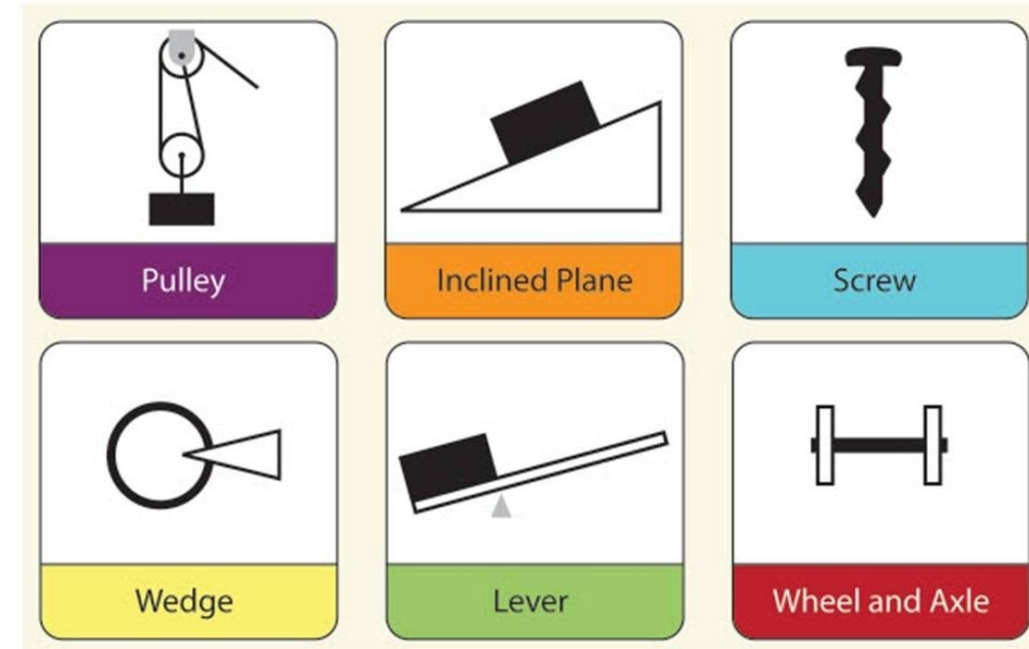 Pulley
Inclined Plane
Screw
Wedge
Lever
Wheel and Axle